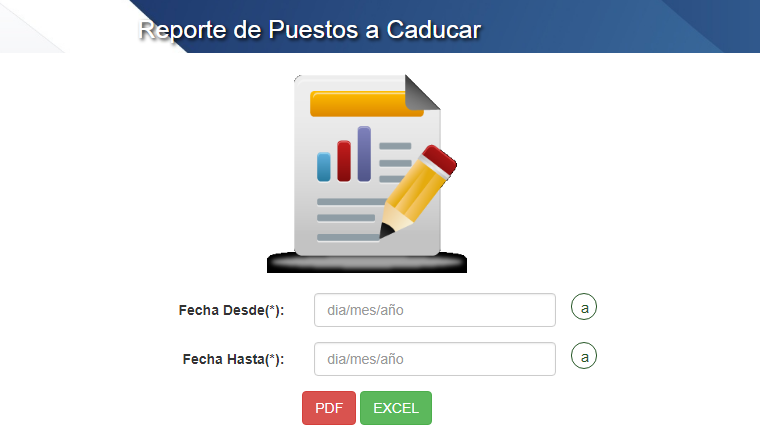 Reporte de Puestos a Caducar
Fecha Desde(*): dia/mes/año a
Fecha Hasta(*): dia/mes/año a
PDF EXCEL